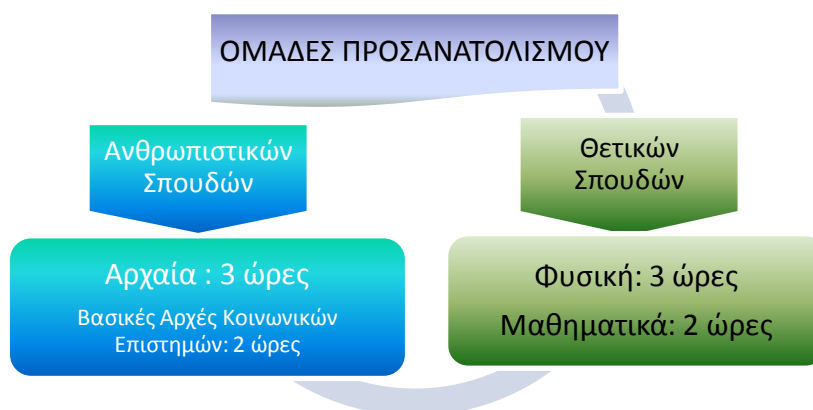 ΟΜΑΔΕΣ ΠΡΟΣΑΝΑΤΟΛΙΣΜΟΥ
Ανθρωπιστικών
Σπουδών
Αρχαία : 3 ώρες
Βασικές Αρχές Κοινωνικών
Επιστημών: 2 ώρες
Θετικών
Σπουδών
Φυσική: 3 ώρες
Μαθηματικά: 2 ώρες